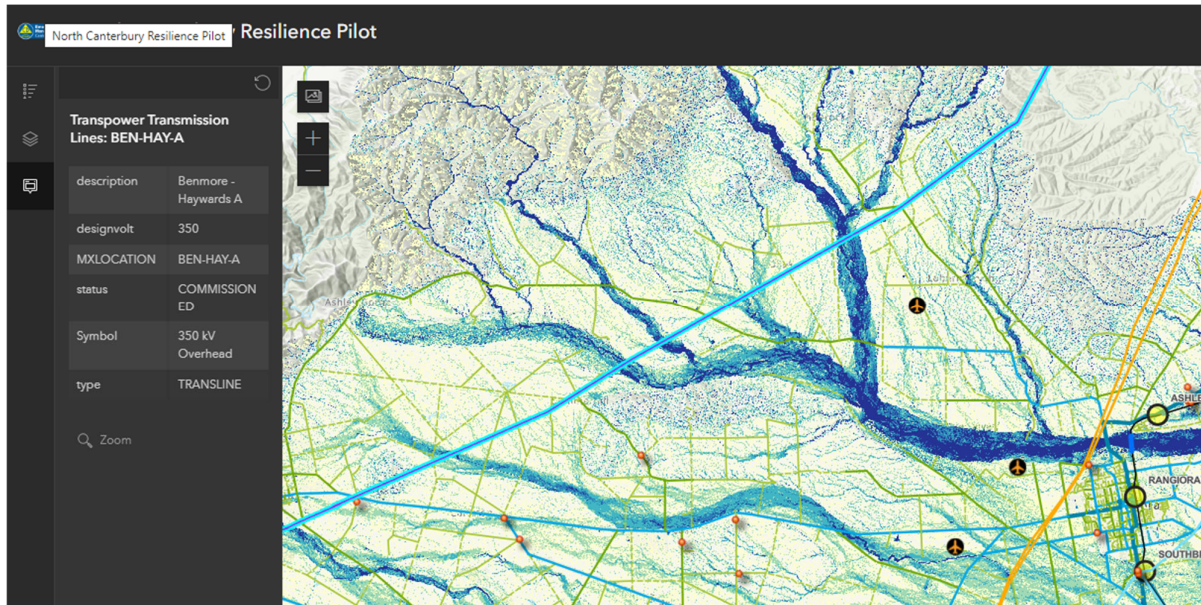 North Canterbury Resilience Pilot
Resilience Pilot
Transpower Transmission
Lines: BEN-HAY-A
description Benmore -
Haywards A
designvolt 350
MXLOCATION BEN-HAY-A
status COMMISSION
ED
Symbol 350 kV
Overhead
type TRANSLINE
Zoom
RANGIORA